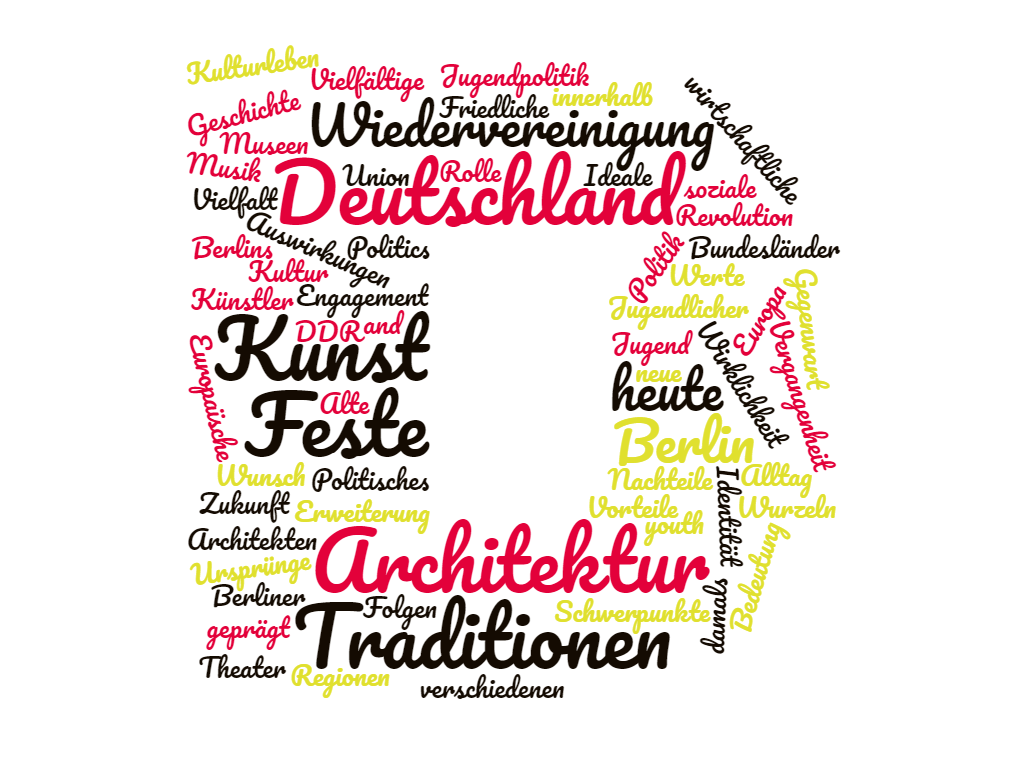 Kulturleben
Vielfältige
Jugendpolitik
innerhalb
wirtschaftliche
Geschichte
Friedliche
Wiedervereinigung
Museen
Musik
Union
Rolle
Ideale
Deutschland
soziale
Vielfalt
Revolution
Auswirkungen
Berlins
Politics
Politik
Bundesländer
Kultur
Werte
Gegenwart
Künstler
Engagement
Jugendlicher
Europa
DDR
and
Kunst
Jugend
Wirklichkeit
Vergangenheit
Europäische
neue
heute
Alte
Feste
Berlin
Wunsch
Politisches
Nachteile
Identität
Alltag
Zukunft
Erweiterung
Vorteile
Wurzeln
youth
Architekten
Architektur
Bedeutung
Ursprünge
Berliner
Folgen
Schwerpunkte
damals
geprägt
Traditionen
Theater
Regionen
verschiedenen